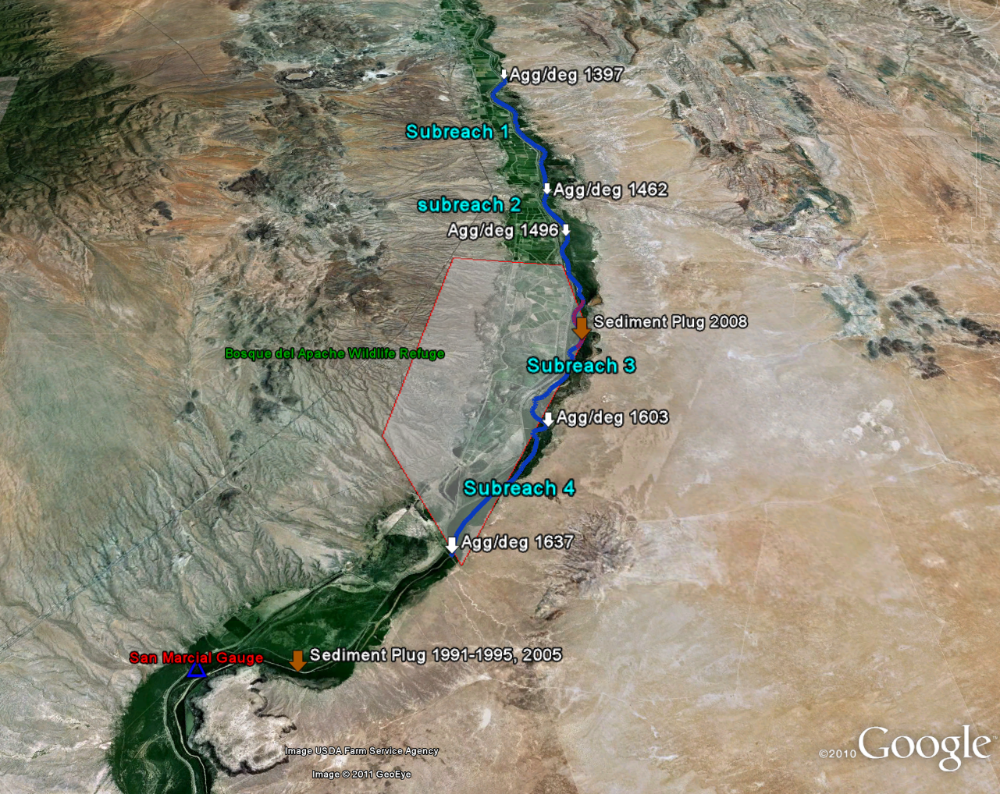 Agg/deg 1397
Subreach 1
Agg/deg 1462
subreach 2
Agg/deg 1496
Sediment Plug 2008
Bosque del Apache Wildlife Refuge
Subreach 3
Agg/deg 1603
Subreach 4
Agg/deg 1637
Sediment Plug 1991-1995, 2005
San Marcial Gauge
Image USDA Farm Service Agency
Image © 2011 GeoEye
©2010 Google